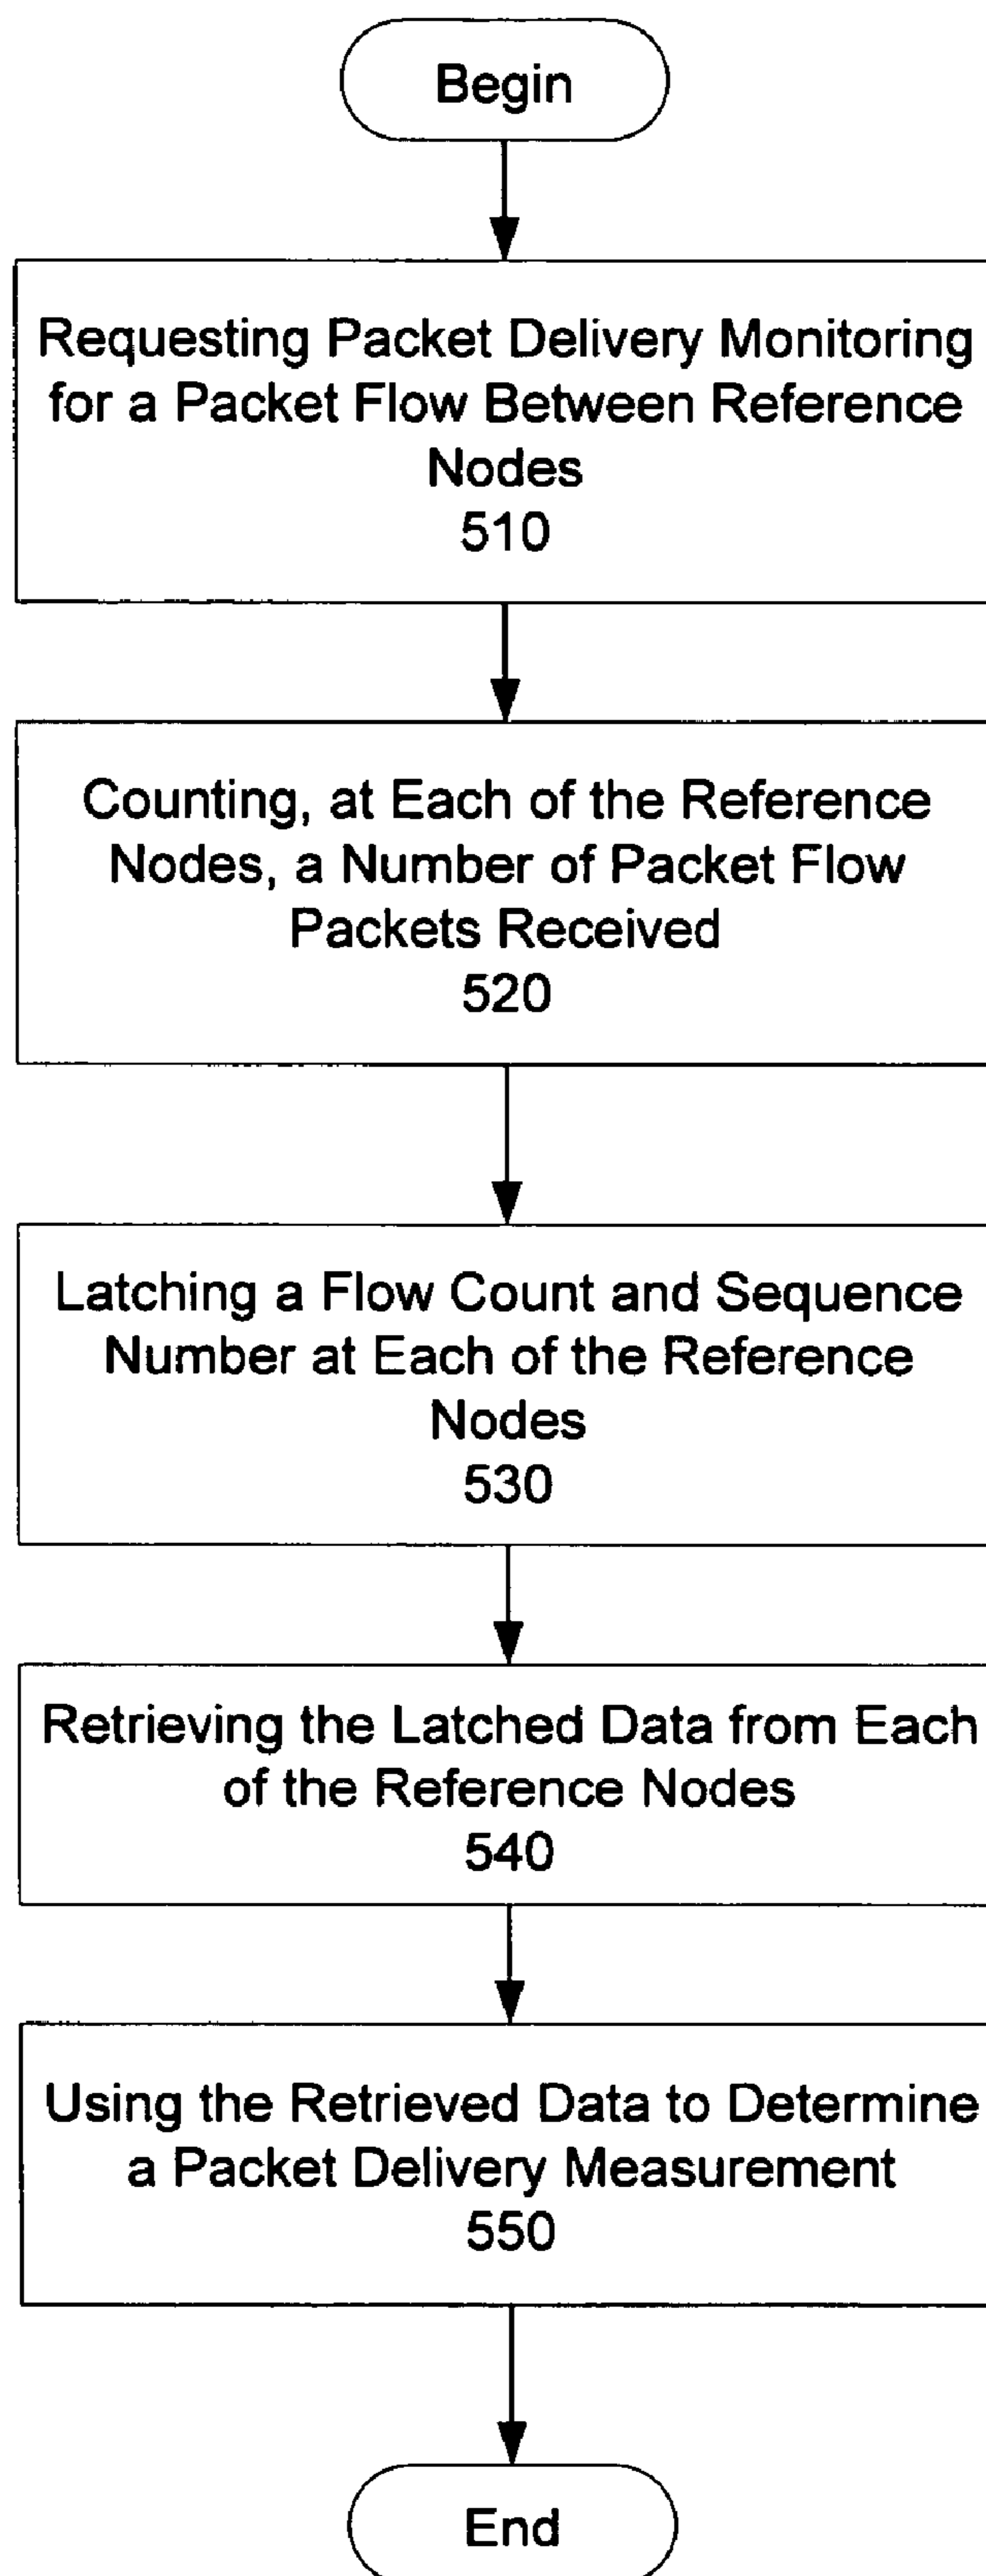 Begin
Requesting Packet Delivery Monitoring
for a Packet Flow Between Reference
Nodes
510
Counting, at Each of the Reference
Nodes, a Number of Packet Flow
Packets Received
520
Latching a Flow Count and Sequence
Number at Each of the Reference
Nodes
530
Retrieving the Latched Data from Each
of the Reference Nodes
540
Using the Retrieved Data to Determine
a Packet Delivery Measurement
550
End